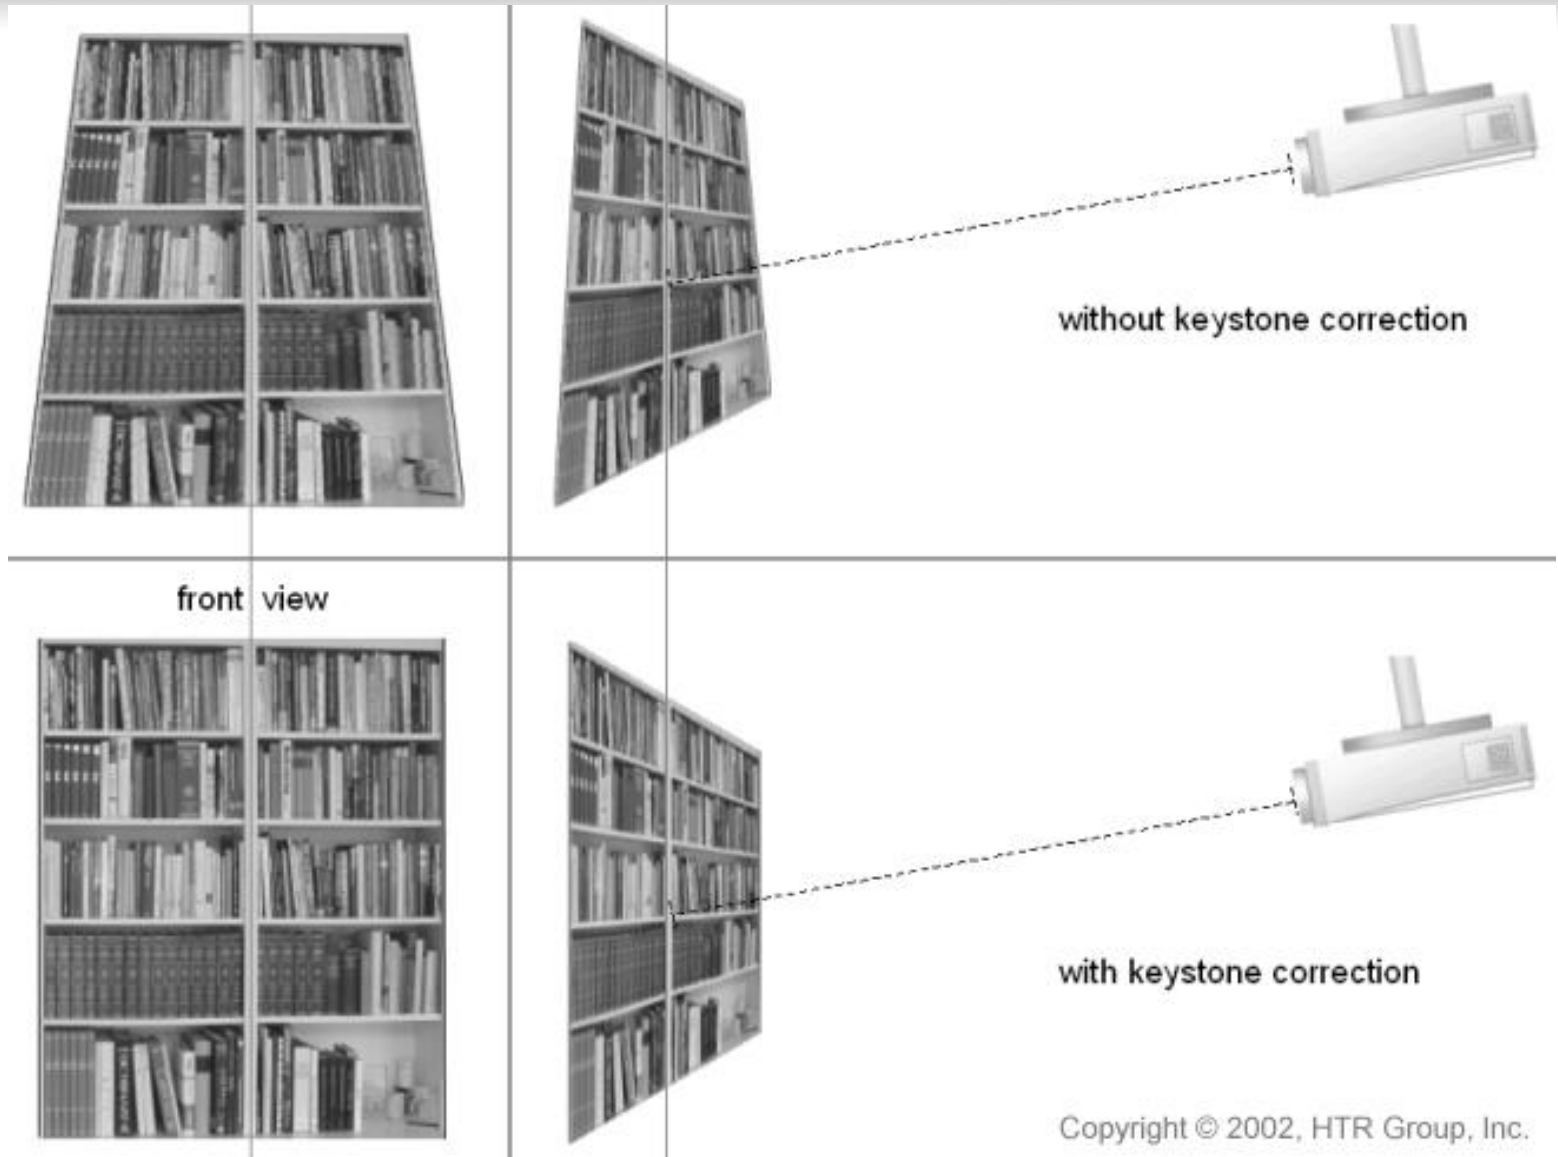 without keystone correction
front view
with keystone correction
Copyright © 2002, HTR Group, Inc.